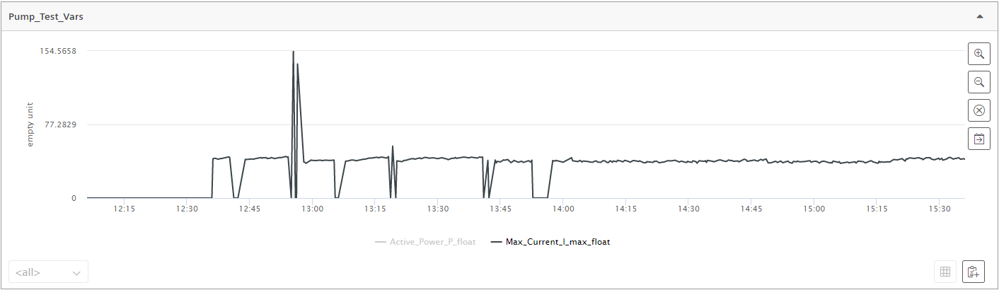 Pump_Test_Vars
154.5658
77.2829
0
empty unit
12:15 12:30 12:45 13:00 13:15 13:30 13:45 14:00 14:15 14:30 14:45 15:00 15:15 15:30
Active_Power_P_float Max_Current_I_max_float
<all>